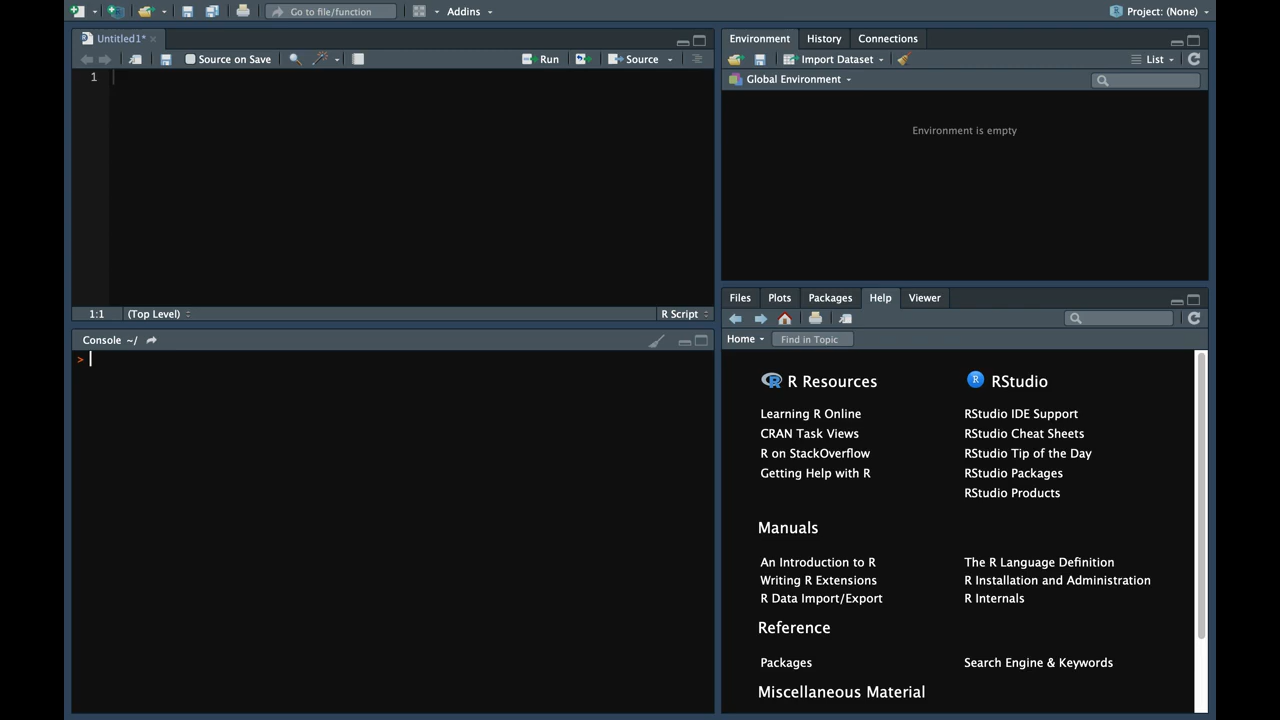 Go to file/function
Addins
Project: (None)
Untitled1*
Source on Save
Run
Source
1
1:1
(Top Level)
R Script
Console ~/
>
Environment
History
Connections
Import Dataset
List
Global Environment
Environment is empty
Files
Plots
Packages
Help
Viewer
Home
Find in Topic
R Resources
RStudio
Learning R Online
RStudio IDE Support
CRAN Task Views
RStudio Cheat Sheets
R on StackOverflow
RStudio Tip of the Day
Getting Help with R
RStudio Packages
RStudio Products
Manuals
An Introduction to R
The R Language Definition
Writing R Extensions
R Installation and Administration
R Data Import/Export
R Internals
Reference
Packages
Search Engine & Keywords
Miscellaneous Material